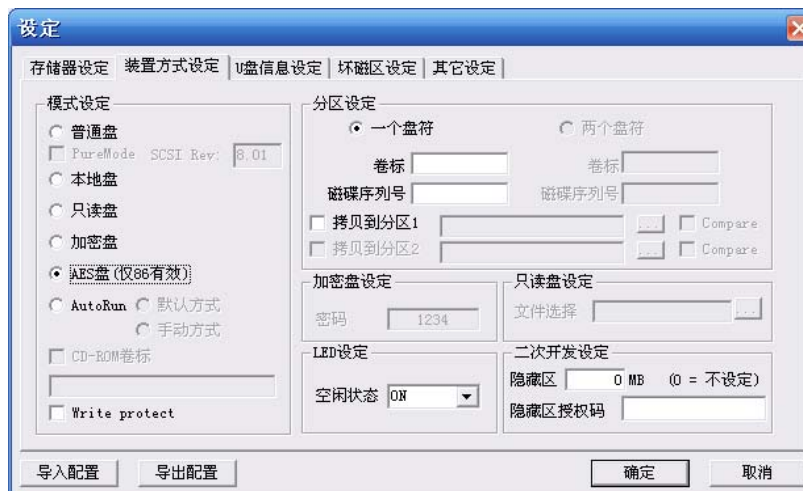 设定
存储器设定 装置方式设定 U盘信息设定 坏磁区设定 其它设定
模式设定
普通盘
PureMode SCSI Rev: 8.01
本地盘
只读盘
加密盘
AES盘(仅86有效)
AutoRun 默认方式
手动方式
CD-ROM卷标
Write protect
分区设定
一个盘符 两个盘符
卷标 卷标
磁碟序列号 磁碟序列号
拷贝到分区1 ... Compare
拷贝到分区2 ... Compare
加密盘设定
密码 1234
只读盘设定
文件选择 ...
LED设定
空闲状态 ON
二次开发设定
隐藏区 0 MB (0 = 不设定)
隐藏区授权码
导入配置 导出配置 确定 取消